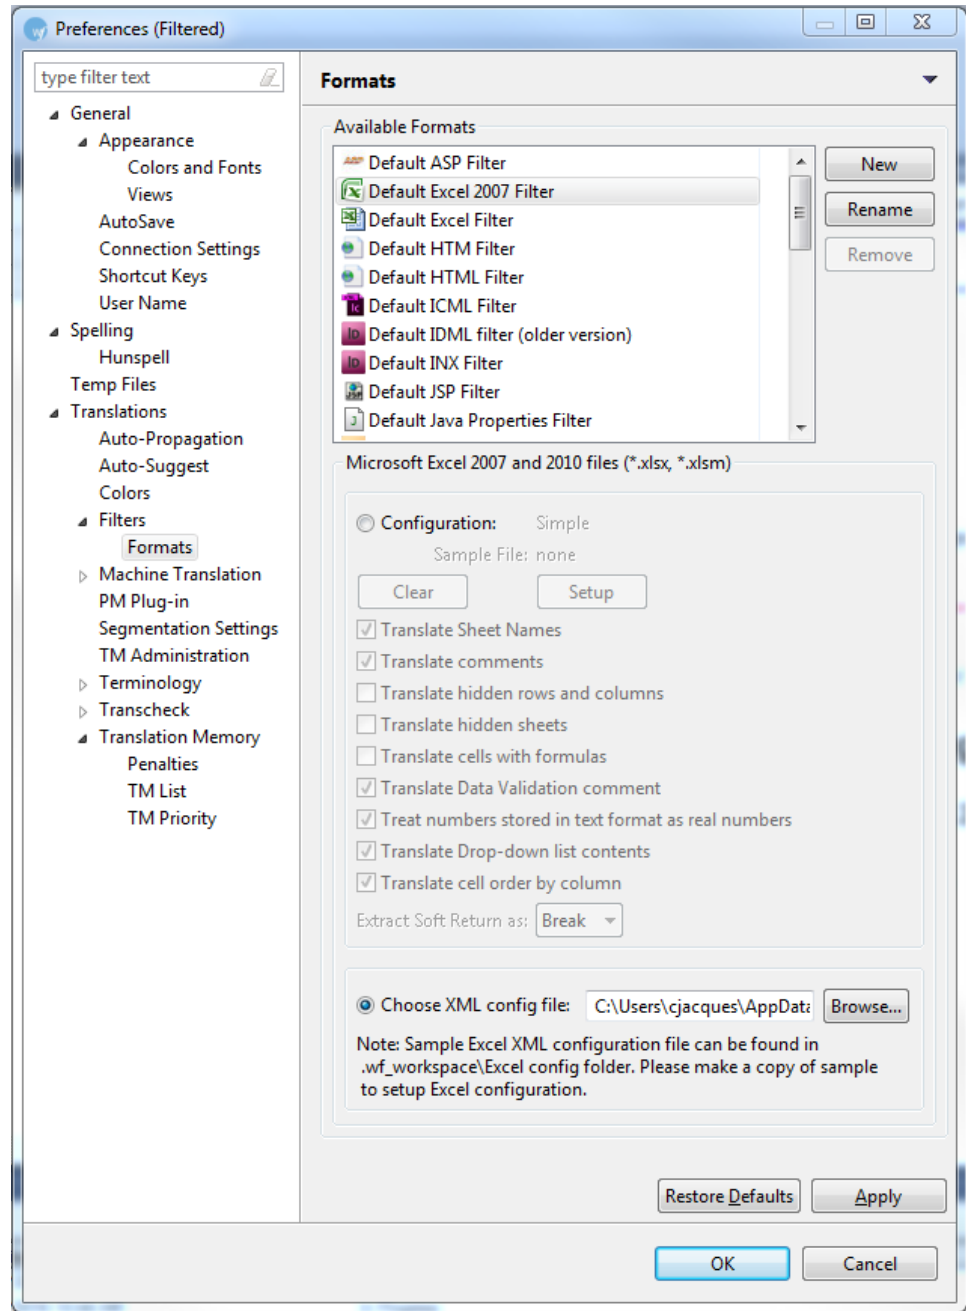 Preferences (Filtered)
type filter text
General
Appearance
Colors and Fonts
Views
AutoSave
Connection Settings
Shortcut Keys
User Name
Spelling
Hunspell
Temp Files
Translations
Auto-Propagation
Auto-Suggest
Colors
Filters
Formats
Machine Translation
PM Plug-in
Segmentation Settings
TM Administration
Terminology
Transcheck
Translation Memory
Penalties
TM List
TM Priority
Formats
Available Formats
Default ASP Filter
Default Excel 2007 Filter
Default Excel Filter
Default HTM Filter
Default HTML Filter
Default ICML Filter
Default IDML filter (older version)
Default INX Filter
Default JSP Filter
Default Java Properties Filter
New
Rename
Remove
Microsoft Excel 2007 and 2010 files (*.xlsx, *.xlsm)
Configuration: Simple
Sample File: none
Clear Setup
Translate Sheet Names
Translate comments
Translate hidden rows and columns
Translate hidden sheets
Translate cells with formulas
Translate Data Validation comment
Treat numbers stored in text format as real numbers
Translate Drop-down list contents
Translate cell order by column
Extract Soft Return as: Break
Choose XML config file: C:\Users\cjacques\AppData Browse...
Note: Sample Excel XML configuration file can be found in
.wf_workspace\Excel config folder. Please make a copy of sample
to setup Excel configuration.
Restore Defaults Apply
OK Cancel